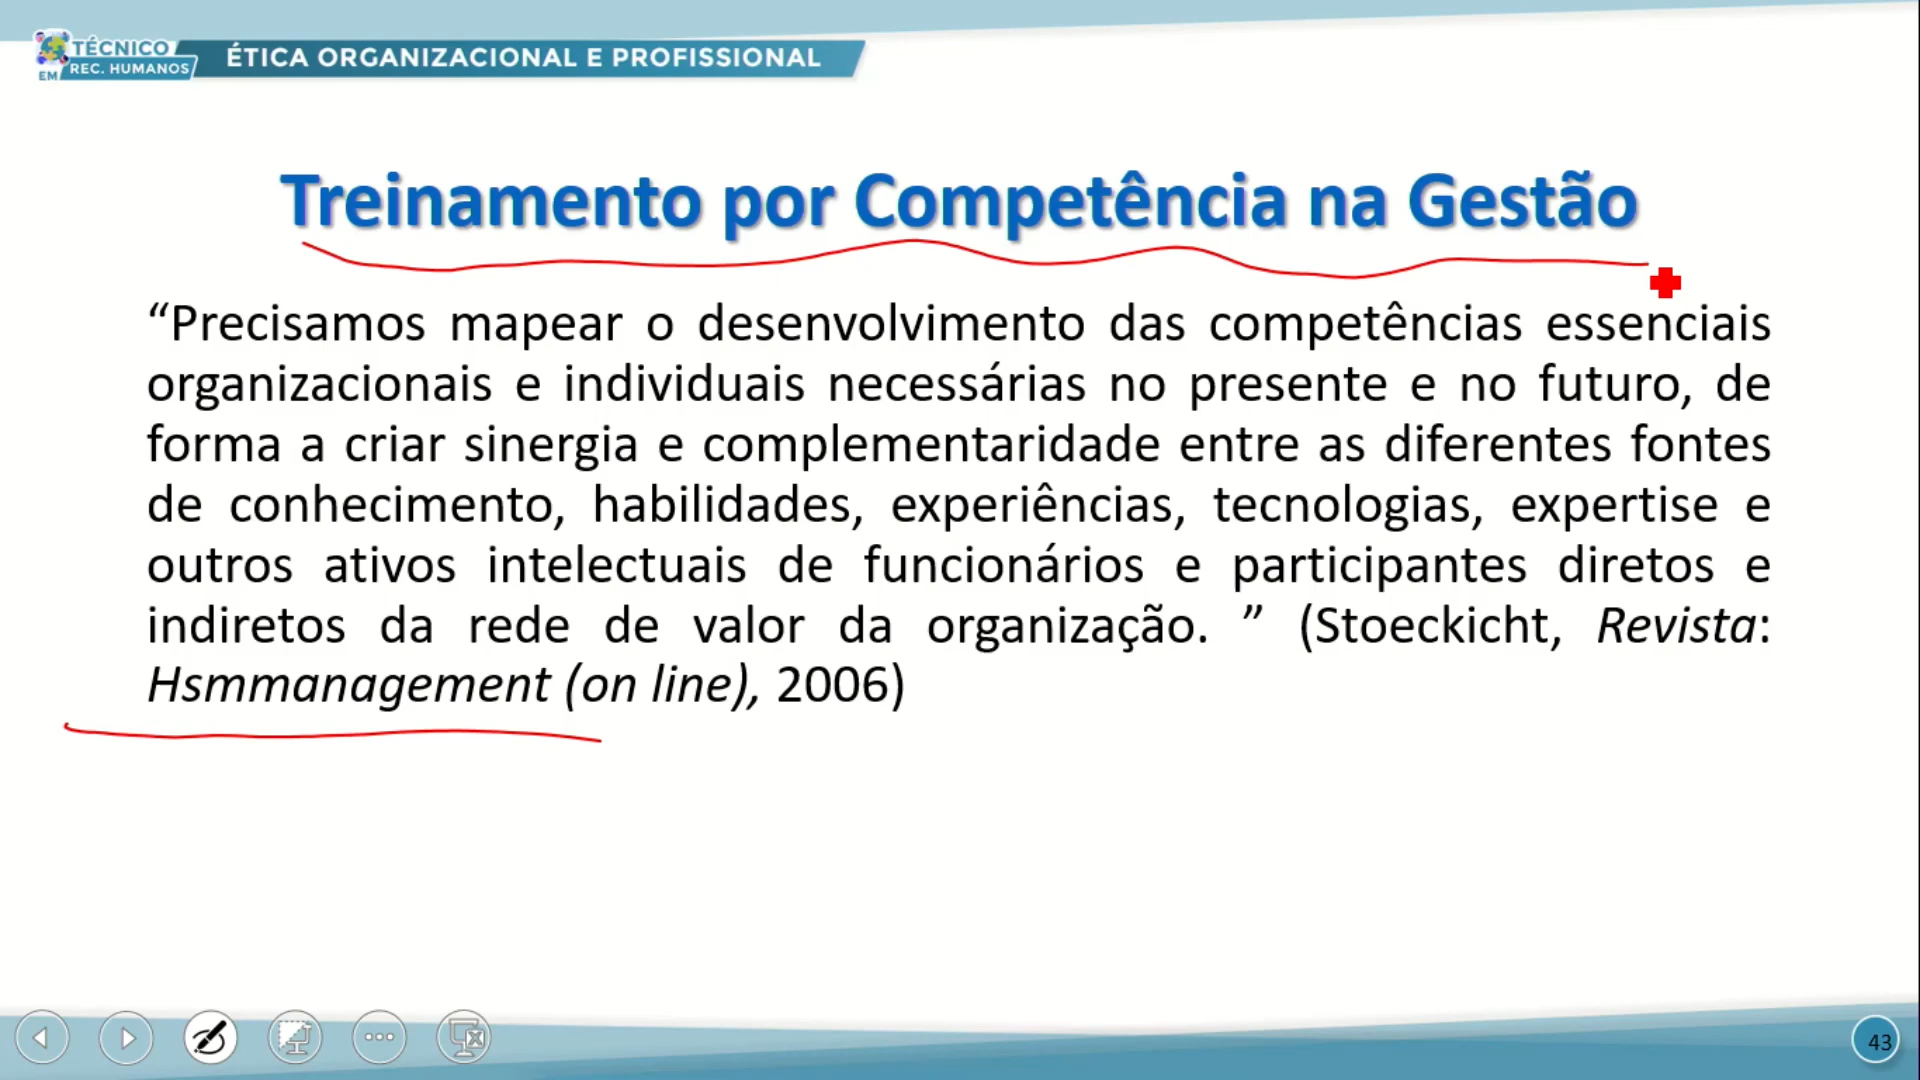 TÉCNICO
EM REC. HUMANOS
ÉTICA ORGANIZACIONAL E PROFISSIONAL
Treinamento por Competência na Gestão
“Precisamos mapear o desenvolvimento das competências essenciais
organizacionais e individuais necessárias no presente e no futuro, de
forma a criar sinergia e complementaridade entre as diferentes fontes
de conhecimento, habilidades, experiências, tecnologias, expertise e
outros ativos intelectuais de funcionários e participantes diretos e
indiretos da rede de valor da organização. ” (Stoeckicht, Revista:
Hsmmanagement (on line), 2006)
43